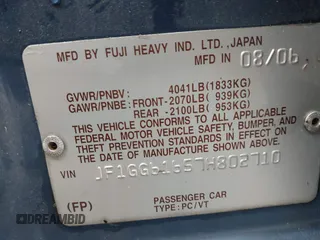 MFD BY FUJI HEAVY IND. LTD., JAPAN
MFD IN 08/06
GVWR/PNBV : 4041LB(1833KG)
GAWR/PNBE: FRONT-2070LB( 939KG)
REAR -2100LB( 953KG)
THIS VEHICLE CONFORMS TO ALL APPLICABLE
FEDERAL MOTOR VEHICLE SAFETY, BUMPER, AND
THEFT PREVENTION STANDARDS IN EFFECT ON
THE DATE OF MANUFACTURE SHOWN ABOVE.
VIN JF1GG61657H802710
PASSENGER CAR
(FP) TYPE:PC/VT
DREAMBID